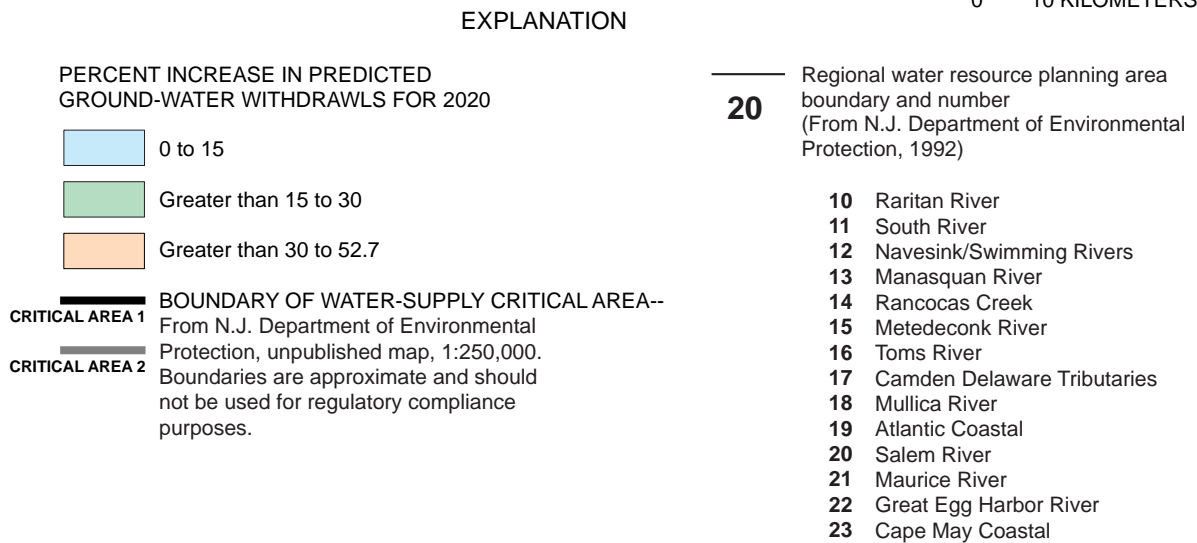 0 10 KILOMETERS
EXPLANATION
PERCENT INCREASE IN PREDICTED
GROUND-WATER WITHDRAWLS FOR 2020
0 to 15
Greater than 15 to 30
Greater than 30 to 52.7
CRITICAL AREA 1
CRITICAL AREA 2
BOUNDARY OF WATER-SUPPLY CRITICAL AREA--
From N.J. Department of Environmental
Protection, unpublished map, 1:250,000.
Boundaries are approximate and should
not be used for regulatory compliance
purposes.
20
Regional water resource planning area
boundary and number
(From N.J. Department of Environmental
Protection, 1992)
10 Raritan River
11 South River
12 Navesink/Swimming Rivers
13 Manasquan River
14 Rancocas Creek
15 Metedeconk River
16 Toms River
17 Camden Delaware Tributaries
18 Mullica River
19 Atlantic Coastal
20 Salem River
21 Maurice River
22 Great Egg Harbor River
23 Cape May Coastal